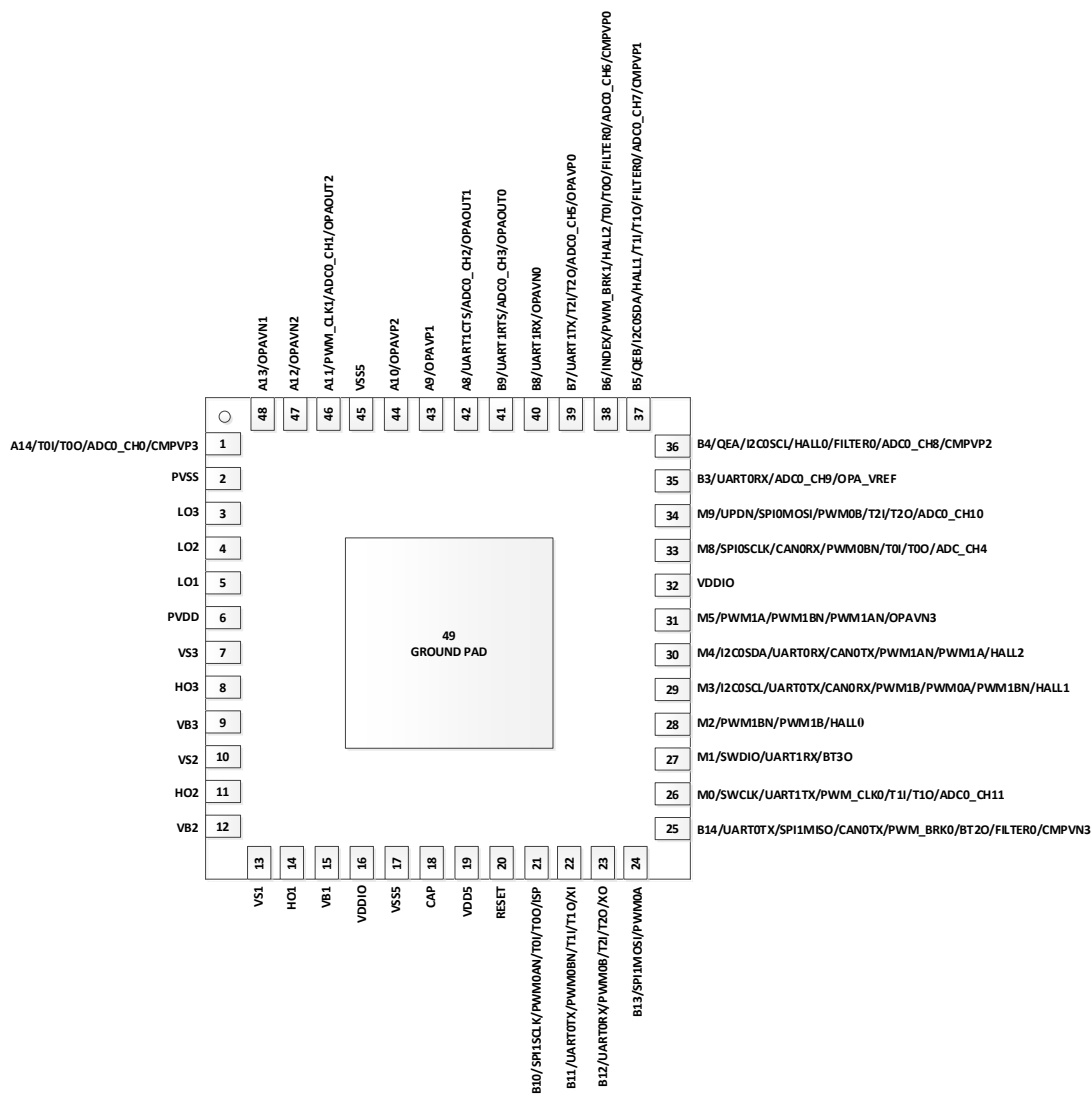 A13/OPAVN1
A12/OPAVN2
A11/PWM_CLK1/ADC0_CH1/OPAOUT2
VSS5
A10/OPAVP2
A9/OPAVP1
A8/UART1CTS/ADC0_CH2/OPAOUT1
B9/UART1RTS/ADC0_CH3/OPAOUT0
B8/UART1RX/OPAVN0
B7/UART1TX/T2I/T2O/ADC0_CH5/OPAVP0
B6/INDEX/PWM_BRK1/HALL2/T0I/T0O/FILTER0/ADC0_CH6/CMPVP0
B5/QEB/I2C0SDA/HALL1/T1I/T1O/FILTER0/ADC0_CH7/CMPVP1
48
47
46
45
44
43
42
41
40
39
38
37
A14/T0I/T0O/ADC0_CH0/CMPVP3
1
PVSS
2
LO3
3
LO2
4
LO1
5
PVDD
6
VS3
7
HO3
8
VB3
9
VS2
10
HO2
11
VB2
12
49
GROUND PAD
36
B4/QEA/I2C0SCL/HALL0/FILTER0/ADC0_CH8/CMPVP2
35
B3/UART0RX/ADC0_CH9/OPA_VREF
34
M9/UPDN/SPI0MOSI/PWM0B/T2I/T2O/ADC0_CH10
33
M8/SPI0SCLK/CAN0RX/PWM0BN/T0I/T0O/ADC_CH4
32
VDDIO
31
M5/PWM1A/PWM1BN/PWM1AN/OPAVN3
30
M4/I2C0SDA/UART0RX/CAN0TX/PWM1AN/PWM1A/HALL2
29
M3/I2C0SCL/UART0TX/CAN0RX/PWM1B/PWM0A/PWM1BN/HALL1
28
M2/PWM1BN/PWM1B/HALL0
27
M1/SWDIO/UART1RX/BT3O
26
M0/SWCLK/UART1TX/PWM_CLK0/T1I/T1O/ADC0_CH11
25
B14/UART0TX/SPI1MISO/CAN0TX/PWM_BRK0/BT2O/FILTER0/CMPVN3
13
14
15
16
17
18
19
20
21
22
23
24
VS1
HO1
VB1
VDDIO
VSS5
CAP
VDD5
RESET
B10/SPI1SCLK/PWM0AN/T0I/T0O/ISP
B11/UART0TX/PWM0BN/T1I/T1O/XI
B12/UART0RX/PWM0B/T2I/T2O/XO
B13/SPI1MOSI/PWM0A